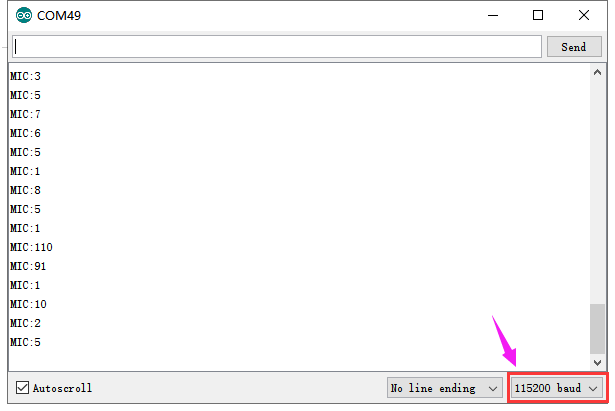 COM49
Send
MIC:3
MIC:5
MIC:7
MIC:6
MIC:5
MIC:1
MIC:8
MIC:5
MIC:1
MIC:110
MIC:91
MIC:1
MIC:10
MIC:2
MIC:5
Autoscroll No line ending 115200 baud